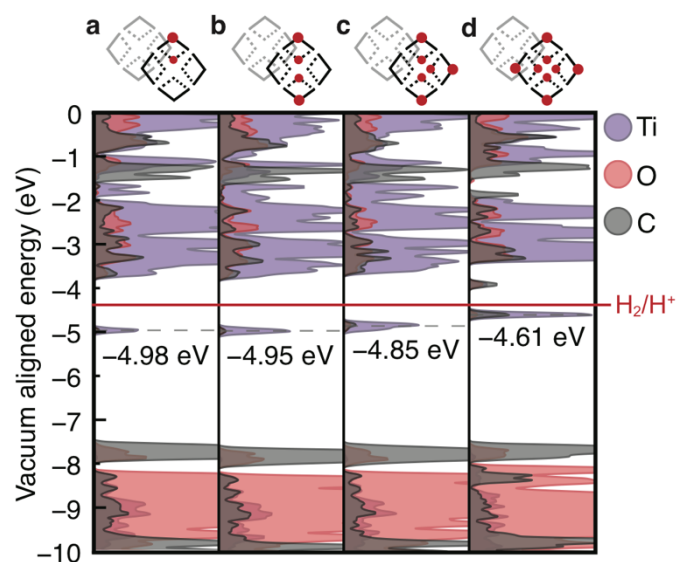 a b c d
Vacuum aligned energy (eV)
0
−1
−2
−3
−4
−5
−6
−7
−8
−9
−10
−4.98 eV
−4.95 eV
−4.85 eV
−4.61 eV
Ti
O
C
H₂/H⁺